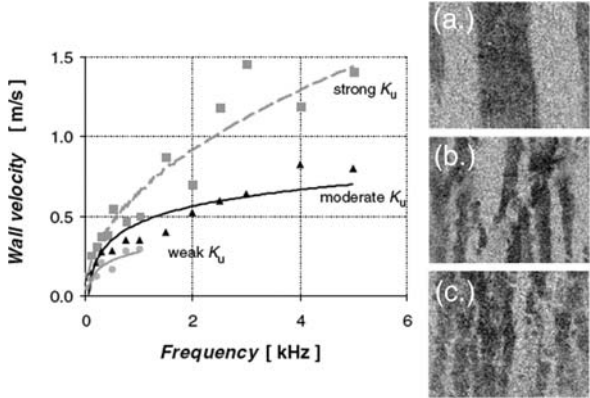 1.5
1.0
0.5
0.0
0
2
4
6
Wall velocity [ m/s ]
Frequency [ kHz ]
strong Ku
moderate Ku
weak Ku
(a.)
(b.)
(c.)